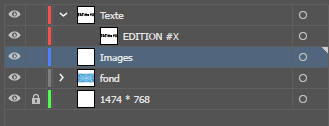 Texte
EDITION #X
Images
fond
1474 * 768